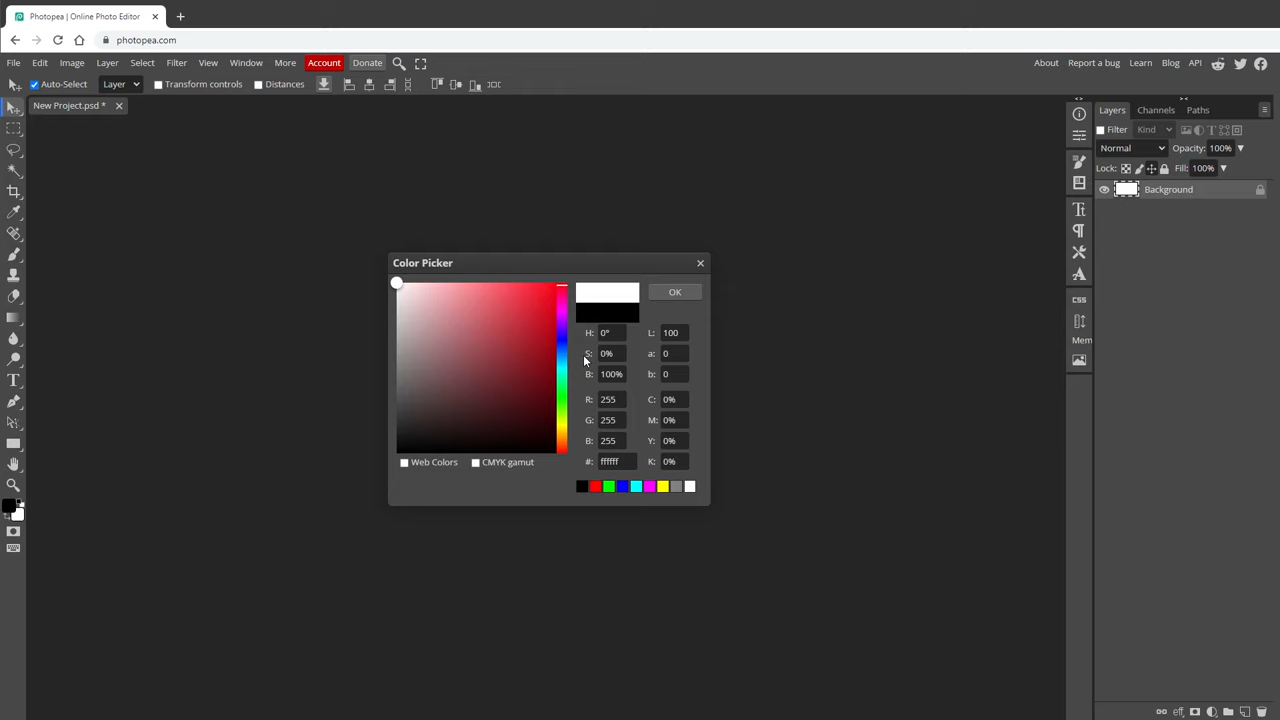 Photopea | Online Photo Editor
photopea.com
File Edit Image Layer Select Filter View Window More Account Donate About Report a bug Learn Blog API
Auto-Select Layer Transform controls Distances
New Project.psd *
Layers Channels Paths
Filter Kind
Normal Opacity: 100%
Lock: Fill: 100%
Background
CSS
Mem
Color Picker
OK
H: 0° L: 100
S: 0% a: 0
B: 100% b: 0
R: 255 C: 0%
G: 255 M: 0%
B: 255 Y: 0%
#: ffffff K: 0%
Web Colors CMYK gamut
eff